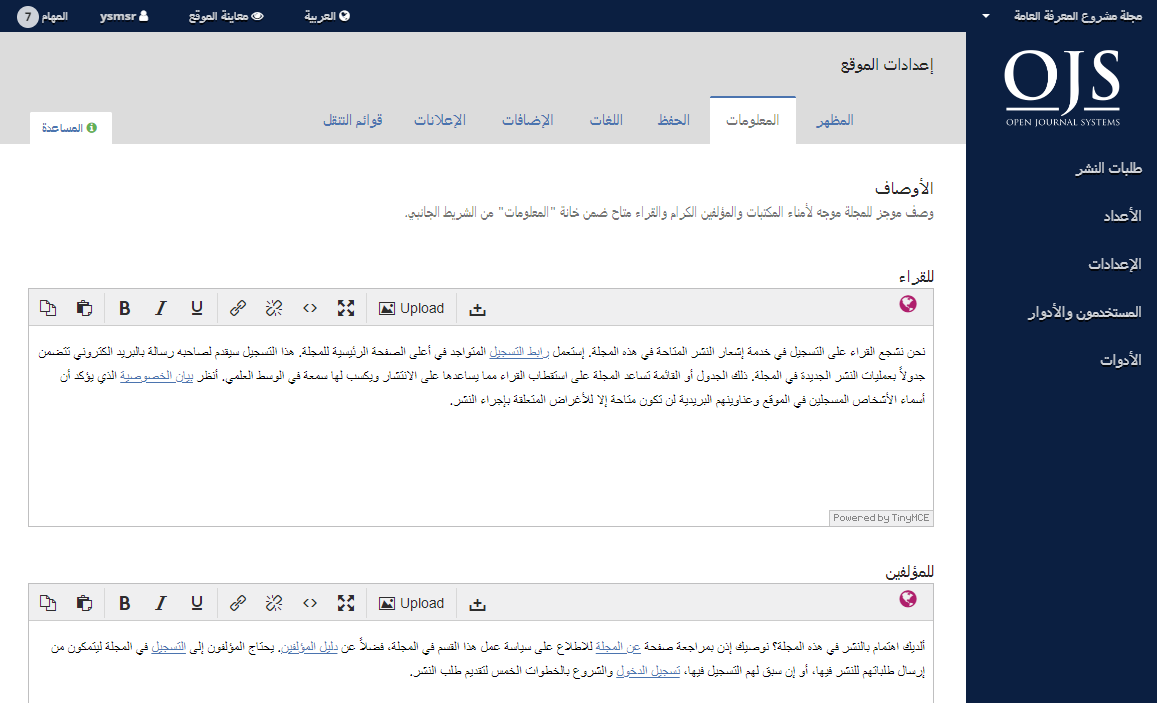 مجلة مشروع المعرفة العامة
العربية
معاينة الموقع
ysmsr
المهام 7
OJS
OPEN JOURNAL SYSTEMS
طلبات النشر
الأعداد
الإعدادات
المستخدمون والأدوار
الأدوات
إعدادات الموقع
المظهر
المعلومات
الحفظ
اللغات
الإضافات
الإعلانات
قوائم التنقل
المساعدة
الأوصاف
وصف موجز للمجلة موجه لأمناء المكتبات والمؤلفين الكرام والقراء متاح ضمن خانة "المعلومات" من الشريط الجانبي.
للقراء
B I U Upload
نحن نشجع القراء على التسجيل في خدمة إشعار النشر المتاحة في هذه المجلة. إستعمل رابط التسجيل المتواجد في أعلى الصفحة الرئيسية للمجلة. هذا التسجيل سيقدم لصاحبه رسالة بالبريد الكتروني تتضمن
جدولاً بعمليات النشر الجديدة في المجلة. ذلك الجدول أو القائمة تساعد المجلة على استقطاب القراء مما يساعدها على الانتشار ويكسب لها سمعة في الوسط العلمي. أنظر بيان الخصوصية الذي يؤكد أن
أسماء الأشخاص المسجلين في الموقع وعناوينهم البريدية لن تكون متاحة إلا للأغراض المتعلقة بإجراء النشر.
Powered by TinyMCE
للمؤلفين
B I U Upload
ألديك اهتمام بالنشر في هذه المجلة؟ نوصيك إذن بمراجعة صفحة عن المجلة للاطلاع على سياسة عمل هذا القسم في المجلة، فضلاً عن دليل المؤلفين. يحتاج المؤلفون إلى التسجيل في المجلة ليتمكون من
إرسال طلباتهم للنشر فيها، أو إن سبق لهم التسجيل فيها، تسجيل الدخول والشروع بالخطوات الخمس لتقديم طلب النشر.